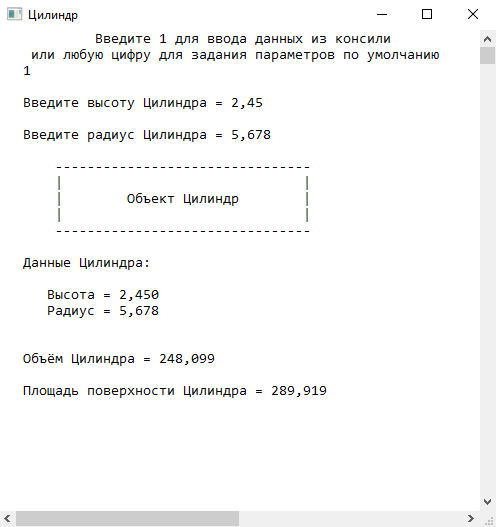 Цилиндр
Введите 1 для ввода данных из консили
или любую цифру для задания параметров по умолчанию
1
Введите высоту Цилиндра = 2,45
Введите радиус Цилиндра = 5,678
--------------------------------
|                              |
|        Объект Цилиндр        |
|                              |
--------------------------------
Данные Цилиндра:
Высота = 2,450
Радиус = 5,678
Объём Цилиндра = 248,099
Площадь поверхности Цилиндра = 289,919